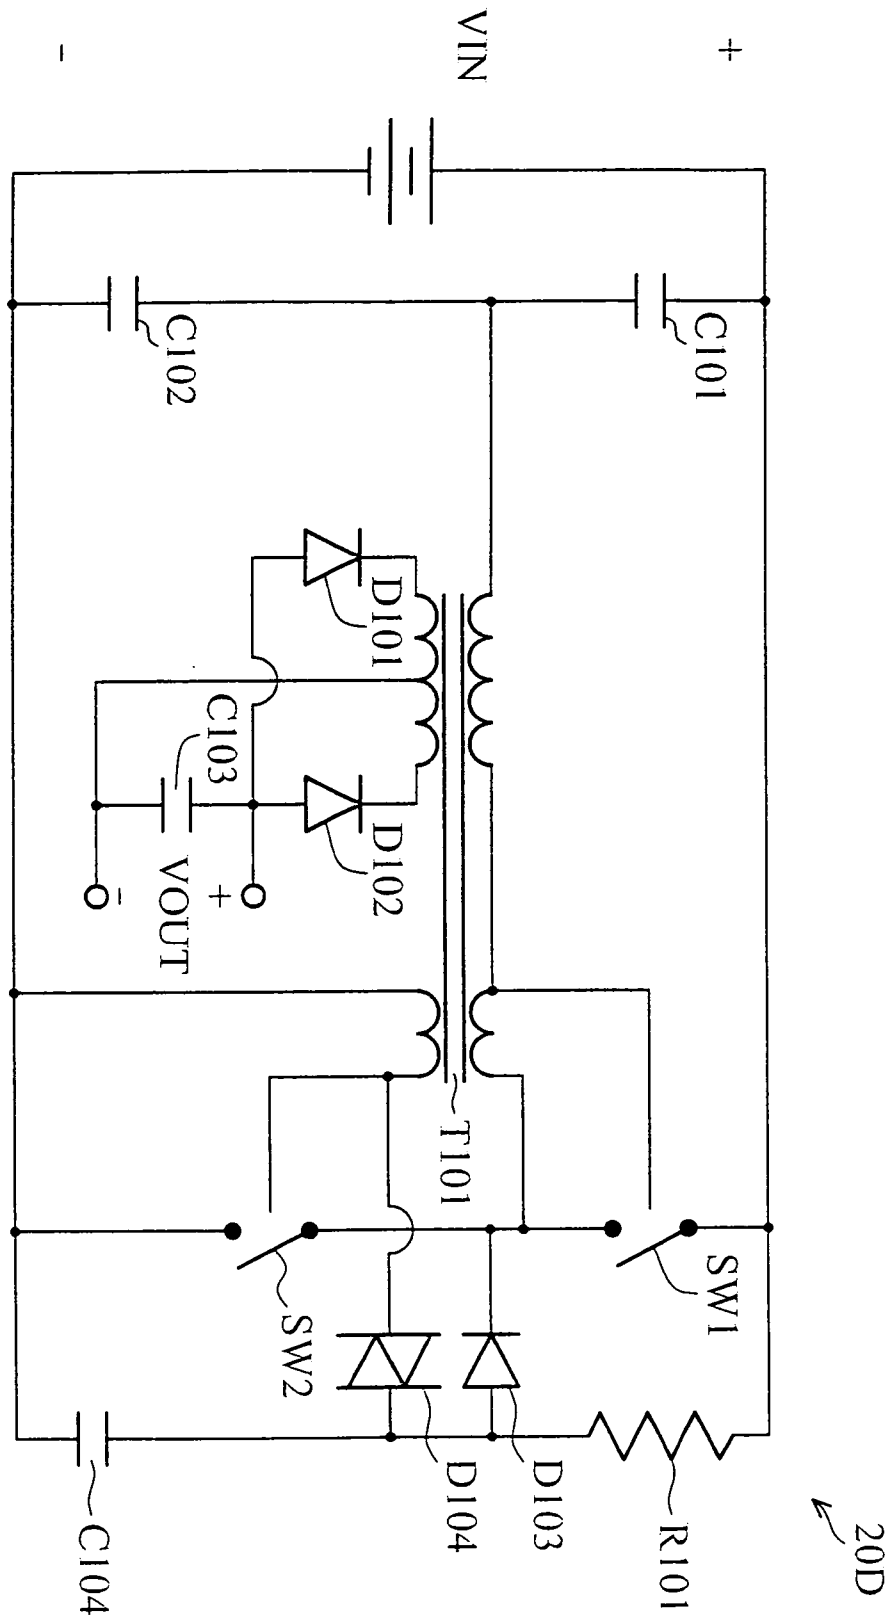 20D
+
C101
SW1
R101
VIN
D103
T101
D104
D101
D102
SW2
C103
+
C102
VOUT
-
C104
-